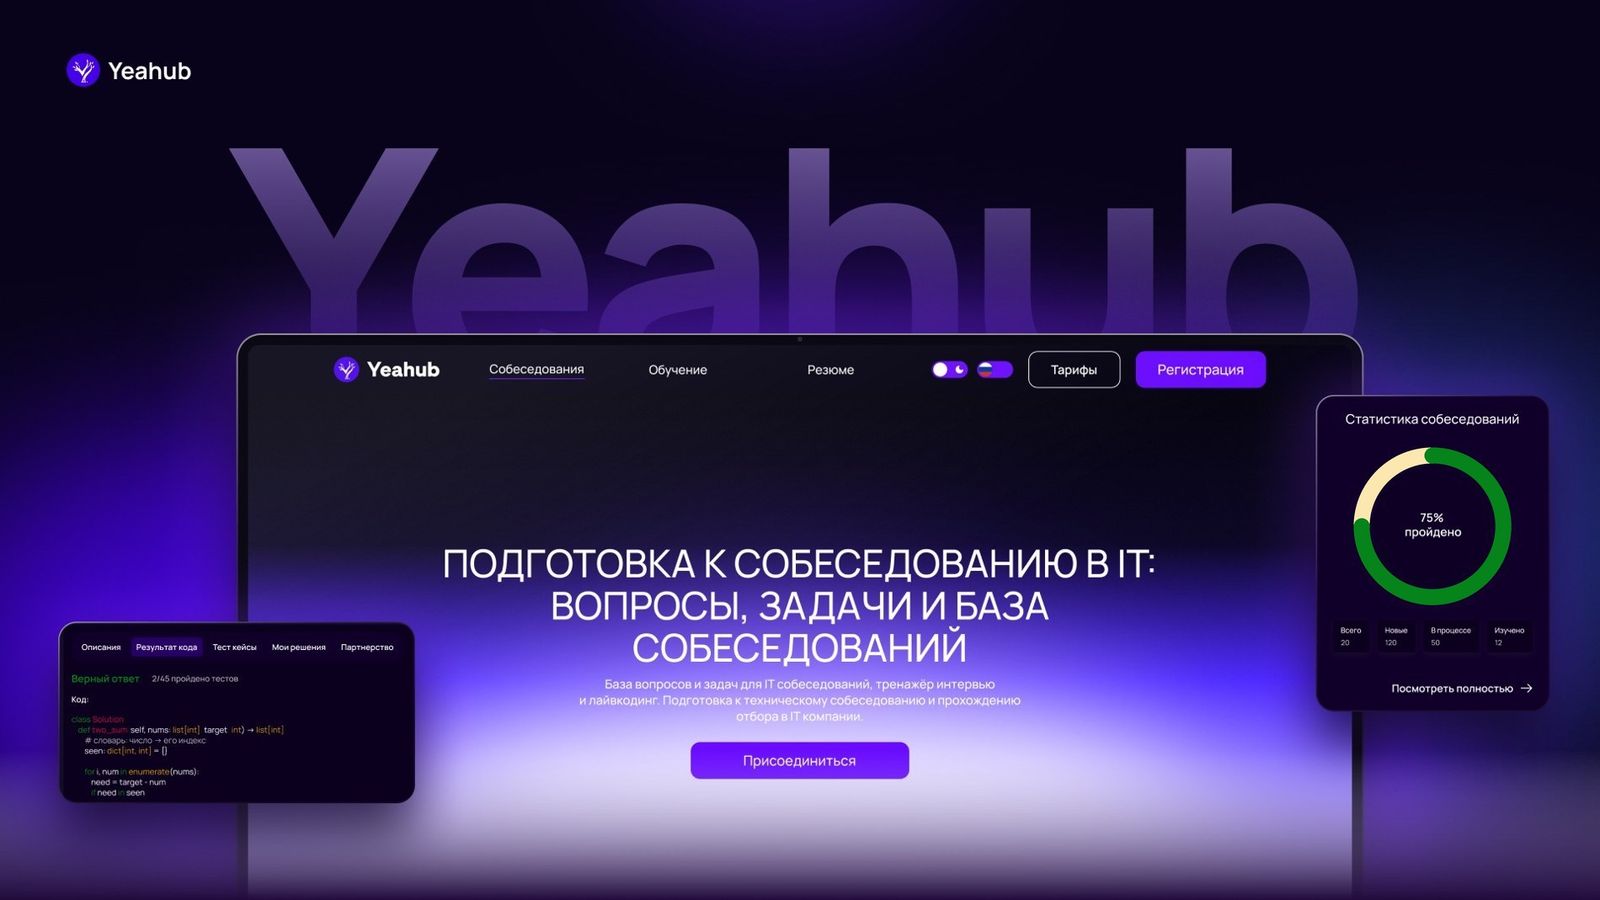 Yeahub
Yeahub
Yeahub
Собеседования
Обучение
Резюме
Тарифы
Регистрация
ПОДГОТОВКА К СОБЕСЕДОВАНИЮ В IT:
ВОПРОСЫ, ЗАДАЧИ И БАЗА
СОБЕСЕДОВАНИЙ
База вопросов и задач для IT собеседований, тренажёр интервью
и лайвкодинг. Подготовка к техническому собеседованию и прохождению
отбора в IT компании.
Присоединиться
Описания Результат кода Тест кейсы Мои решения Партнерство
Верный ответ 2/45 пройдено тестов
Код:
class Solution
def two_sum self, nums: list[int] target int) → list[int]
# словарь: число → его индекс
seen: dict[int, int] = {}
for i, num in enumerate(nums):
need = target - num
if need in seen
Статистика собеседований
75%
пройдено
Всего Новые В процессе Изучено
20 120 50 12
Посмотреть полностью →